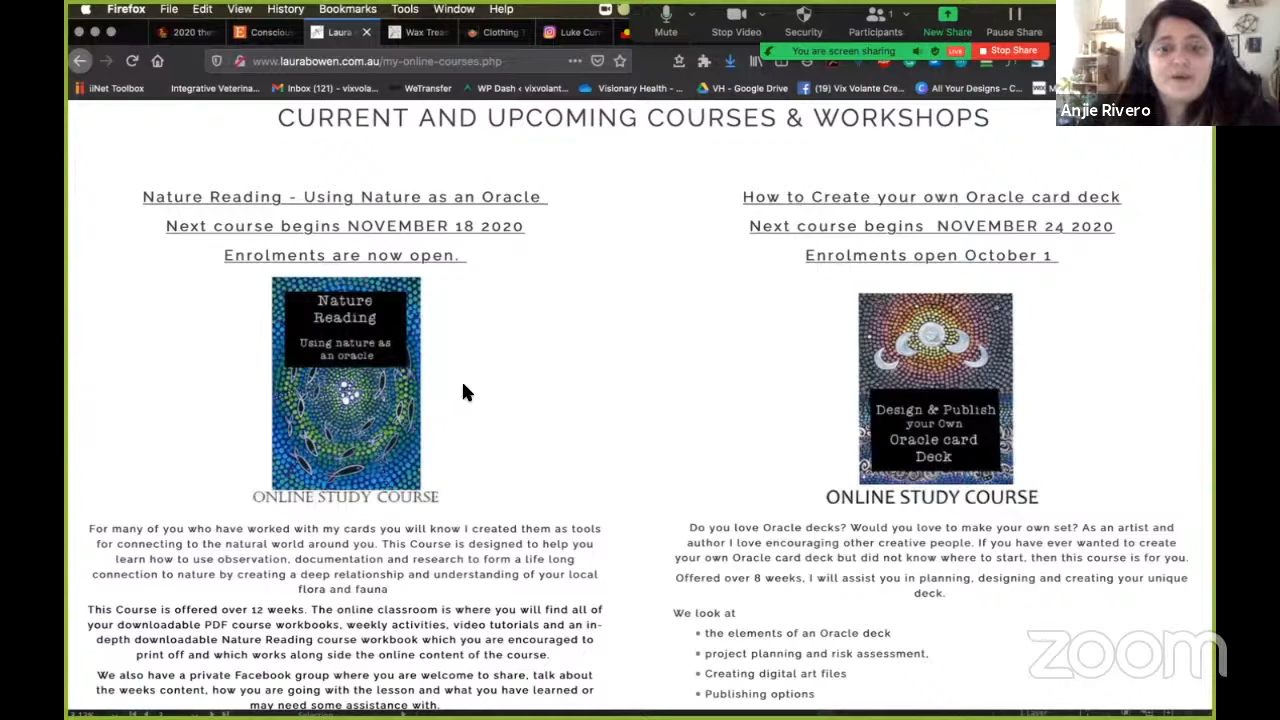 Firefox File Edit View History Bookmarks Tools Window Help
Mute Stop Video Security Participants 1 New Share Pause Share
You are screen sharing LIVE Stop Share
2020 then Conscious Laura Wax Treas Clothing T Luke Curr
www.laurabowen.com.au/my-online-courses.php
iiNet Toolbox Integrative Veterina... Inbox (121) - vixvola... WeTransfer WP Dash ‹ vixvolant... Visionary Health - ... VH - Google Drive (19) Vix Volante Cre... All Your Designs – C...
Anjie Rivero
CURRENT AND UPCOMING COURSES & WORKSHOPS
Nature Reading - Using Nature as an Oracle
Next course begins NOVEMBER 18 2020
Enrolments are now open.
Nature
Reading
Using nature as
an oracle
ONLINE STUDY COURSE
For many of you who have worked with my cards you will know I created them as tools
for connecting to the natural world around you. This Course is designed to help you
learn how to use observation, documentation and research to form a life long
connection to nature by creating a deep relationship and understanding of your local
flora and fauna
This Course is offered over 12 weeks. The online classroom is where you will find all of
your downloadable PDF course workbooks, weekly activities, video tutorials and an in-
depth downloadable Nature Reading course workbook which you are encouraged to
print off and which works along side the online content of the course.
We also have a private Facebook group where you are welcome to share, talk about
the weeks content, how you are going with the lesson and what you have learned or
may need some assistance with.
How to Create your own Oracle card deck
Next course begins NOVEMBER 24 2020
Enrolments open October 1
Design & Publish
your Own
Oracle card
Deck
ONLINE STUDY COURSE
Do you love Oracle decks? Would you love to make your own set? As an artist and
author I love encouraging other creative people. If you have ever wanted to create
your own Oracle card deck but did not know where to start, then this course is for you.
Offered over 8 weeks, I will assist you in planning, designing and creating your unique
deck.
We look at
• the elements of an Oracle deck
• project planning and risk assessment,
• Creating digital art files
• Publishing options
zoom